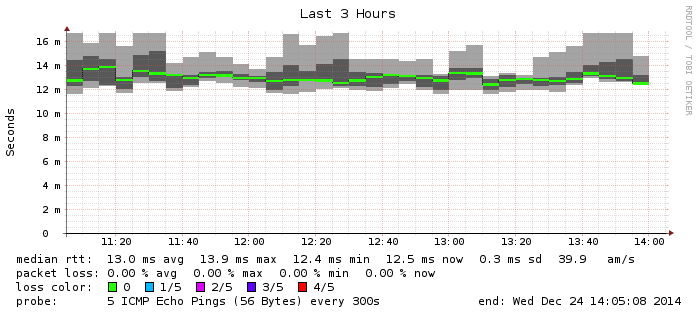 Last 3 Hours
RRDTOOL / TOBI OETIKER
Seconds
16 m
14 m
12 m
10 m
8 m
6 m
4 m
2 m
0
11:20 11:40 12:00 12:20 12:40 13:00 13:20 13:40 14:00
median rtt: 13.0 ms avg 13.9 ms max 12.4 ms min 12.5 ms now 0.3 ms sd 39.9 am/s
packet loss: 0.00 % avg 0.00 % max 0.00 % min 0.00 % now
loss color: 0 1/5 2/5 3/5 4/5
probe: 5 ICMP Echo Pings (56 Bytes) every 300s end: Wed Dec 24 14:05:08 2014